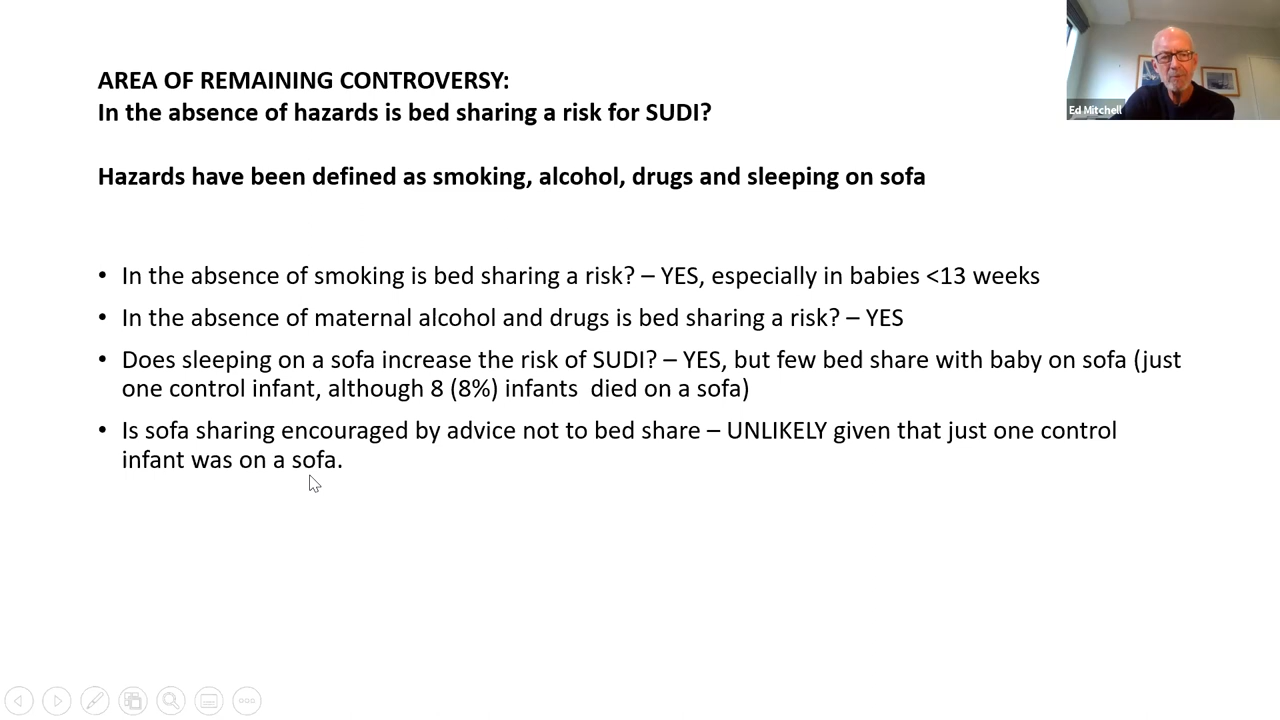 AREA OF REMAINING CONTROVERSY:
In the absence of hazards is bed sharing a risk for SUDI?
Hazards have been defined as smoking, alcohol, drugs and sleeping on sofa
• In the absence of smoking is bed sharing a risk? – YES, especially in babies <13 weeks
• In the absence of maternal alcohol and drugs is bed sharing a risk? – YES
• Does sleeping on a sofa increase the risk of SUDI? – YES, but few bed share with baby on sofa (just
one control infant, although 8 (8%) infants  died on a sofa)
• Is sofa sharing encouraged by advice not to bed share – UNLIKELY given that just one control
infant was on a sofa.
Ed Mitchell